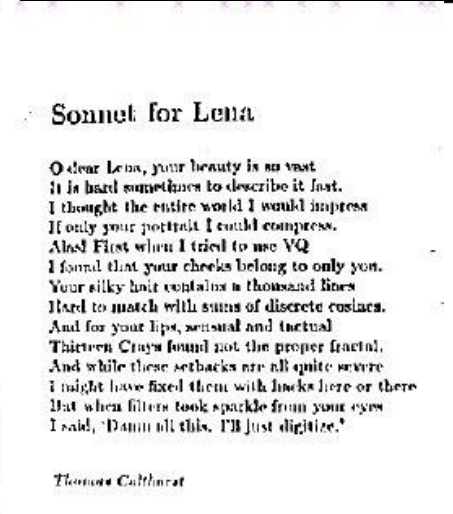 Sonnet for Lena
O dear Lena, your beauty is so vast
It is hard sometimes to describe it fast.
I thought the entire world I would impress
If only your portrait I could compress.
Alas! First when I tried to use VQ
I found that your cheeks belong to only you.
Your silky hair contains a thousand lines
Hard to match with sums of discrete cosines.
And for your lips, sensual and tactual
Thirteen Crays found not the proper fractal.
And while these setbacks are all quite severe
I might have fixed them with hacks here or there
But when filters took sparkle from your eyes
I said, 'Damn all this. I'll just digitize.'
Thomas Colthurst